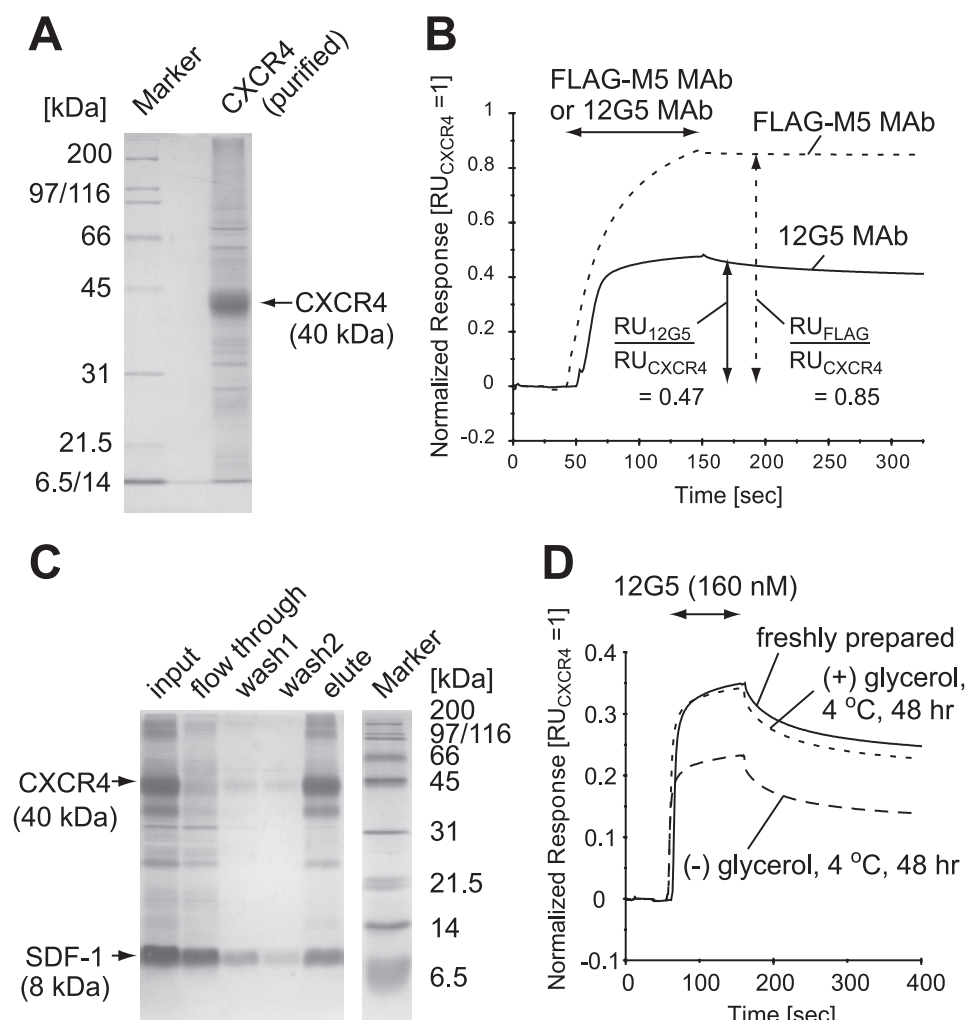 A
Marker
CXCR4
(purified)
[kDa]
200
97/116
66
45
31
21.5
6.5/14
CXCR4
(40 kDa)
B
FLAG-M5 MAb
or 12G5 MAb
FLAG-M5 MAb
12G5 MAb
RU12G5
RUCXCR4
= 0.47
RUFLAG
RUCXCR4
= 0.85
Normalized Response [RUCXCR4 =1]
1
0.8
0.6
0.4
0.2
0
-0.2
0
50
100
150
200
250
300
Time [sec]
C
input
flow through
wash1
wash2
elute
Marker
[kDa]
200
97/116
66
45
31
21.5
14
6.5
CXCR4
(40 kDa)
SDF-1
(8 kDa)
D
12G5 (160 nM)
freshly prepared
(+) glycerol,
4 °C, 48 hr
(-) glycerol, 4 °C, 48 hr
Normalized Response [RUCXCR4 =1]
0.4
0.3
0.2
0.1
0
-0.1
0
100
200
300
400
Time [sec]